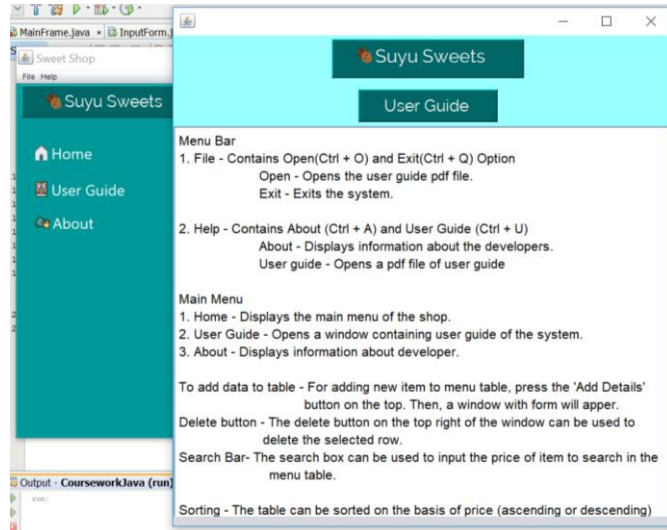 MainFrame.java × InputForm.j
Sweet Shop
File Help
Suyu Sweets
Home
User Guide
About
Output - CourseworkJava (run)
run:
Suyu Sweets
User Guide
Menu Bar
1. File - Contains Open(Ctrl + O) and Exit(Ctrl + Q) Option
Open - Opens the user guide pdf file.
Exit - Exits the system.
2. Help - Contains About (Ctrl + A) and User Guide (Ctrl + U)
About - Displays information about the developers.
User guide - Opens a pdf file of user guide
Main Menu
1. Home - Displays the main menu of the shop.
2. User Guide - Opens a window containing user guide of the system.
3. About - Displays information about developer.
To add data to table - For adding new item to menu table, press the 'Add Details'
button on the top. Then, a window with form will apper.
Delete button - The delete button on the top right of the window can be used to
delete the selected row.
Search Bar- The search box can be used to input the price of item to search in the
menu table.
Sorting - The table can be sorted on the basis of price (ascending or descending)